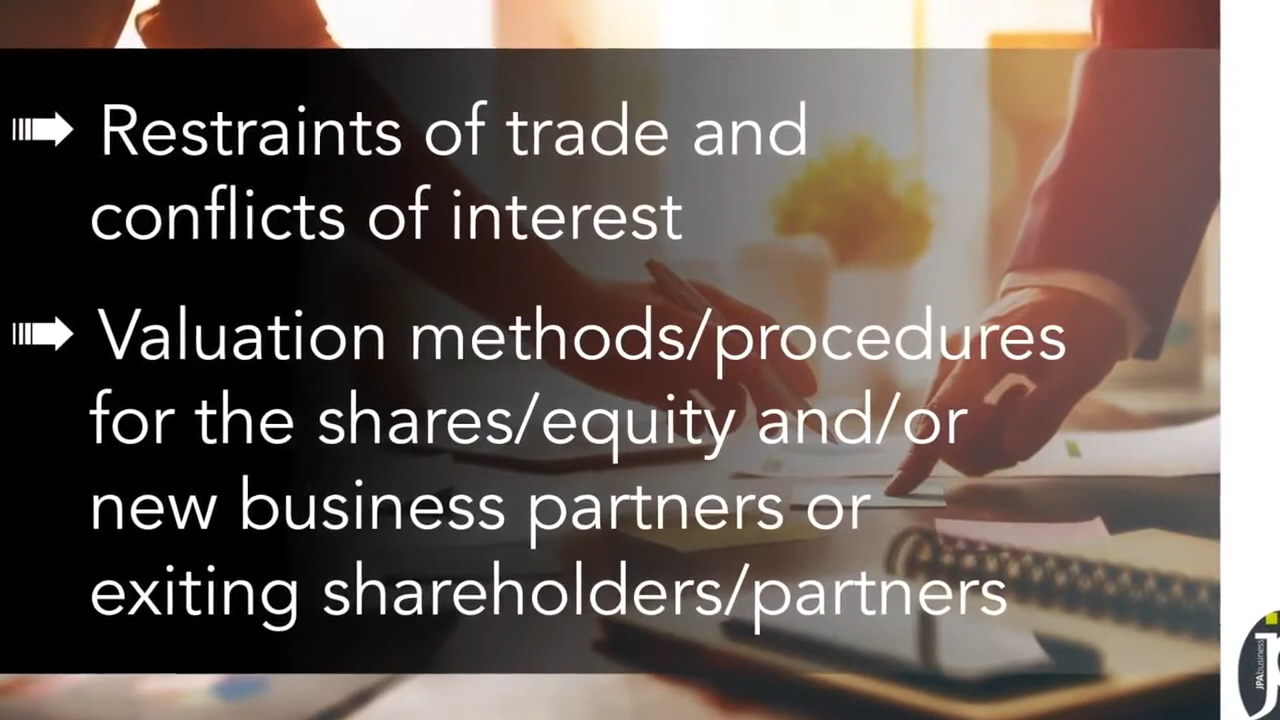 Restraints of trade and
conflicts of interest
Valuation methods/procedures
for the shares/equity and/or
new business partners or
exiting shareholders/partners
JPAbusiness